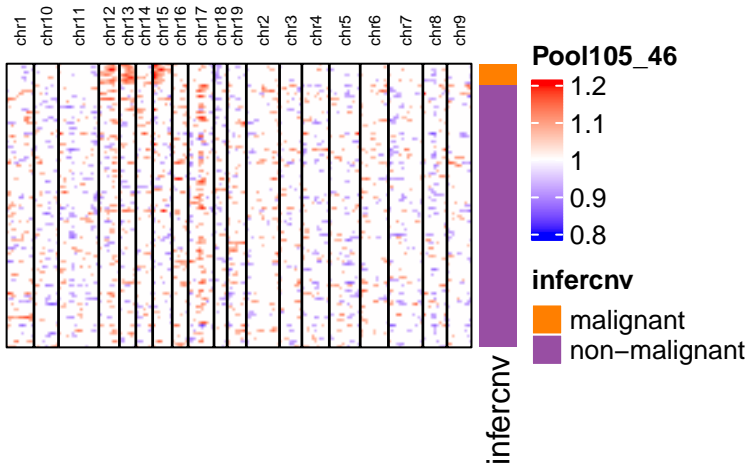 chr1
chr10
chr11
chr12
chr13
chr14
chr15
chr16
chr17
chr18
chr19
chr2
chr3
chr4
chr5
chr6
chr7
chr8
chr9
Pool105_46
1.2
1.1
1
0.9
0.8
infercnv
malignant
non−malignant
infercnv